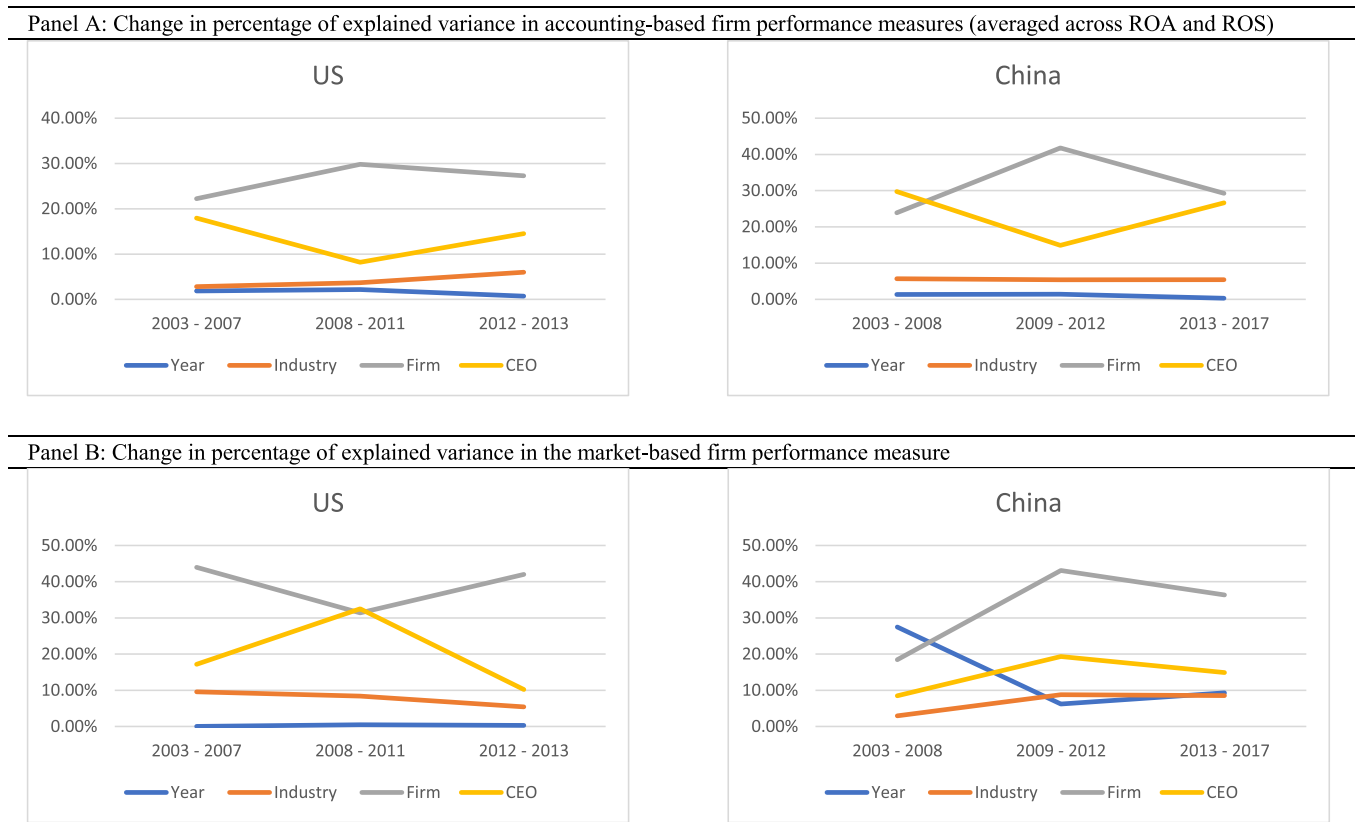 Panel A: Change in percentage of explained variance in accounting-based firm performance measures (averaged across ROA and ROS)
US
40.00%
30.00%
20.00%
10.00%
0.00%
2003 - 2007 2008 - 2011 2012 - 2013
Year Industry Firm CEO
China
50.00%
40.00%
30.00%
20.00%
10.00%
0.00%
2003 - 2008 2009 - 2012 2013 - 2017
Year Industry Firm CEO
Panel B: Change in percentage of explained variance in the market-based firm performance measure
US
50.00%
40.00%
30.00%
20.00%
10.00%
0.00%
2003 - 2007 2008 - 2011 2012 - 2013
Year Industry Firm CEO
China
50.00%
40.00%
30.00%
20.00%
10.00%
0.00%
2003 - 2008 2009 - 2012 2013 - 2017
Year Industry Firm CEO